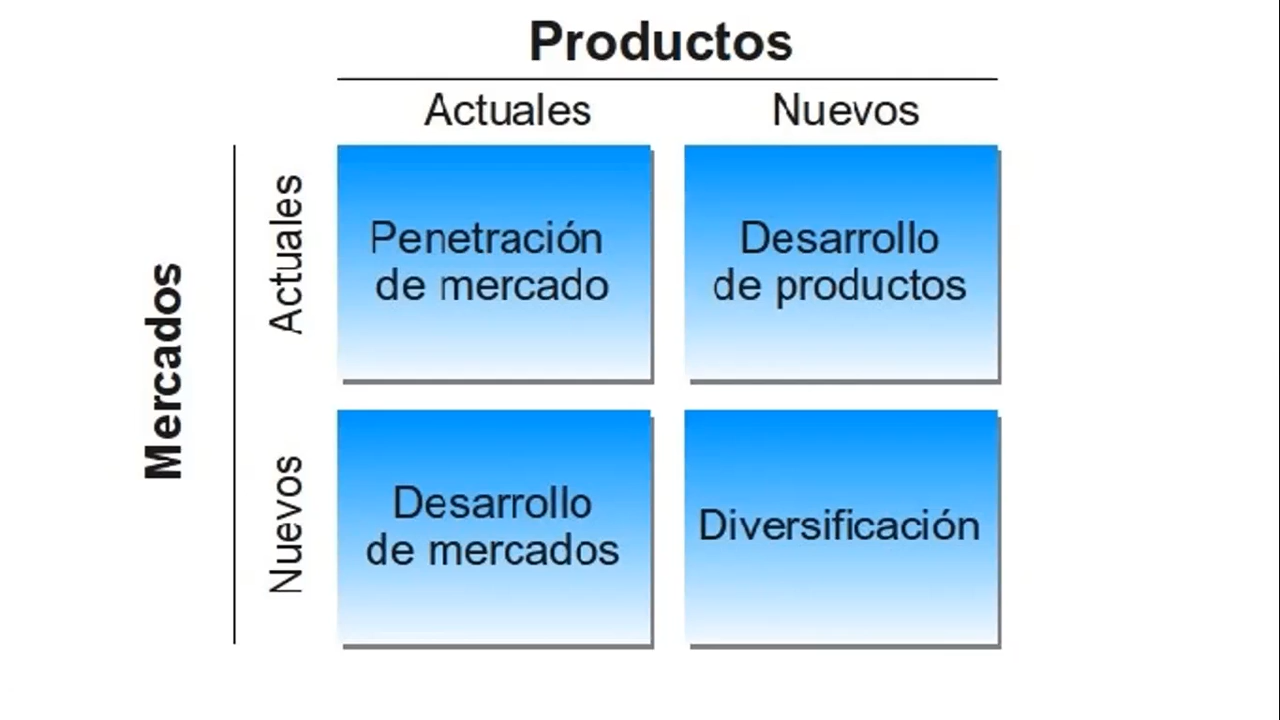 Productos
Actuales
Nuevos
Mercados
Actuales
Penetración
de mercado
Desarrollo
de productos
Nuevos
Desarrollo
de mercados
Diversificación